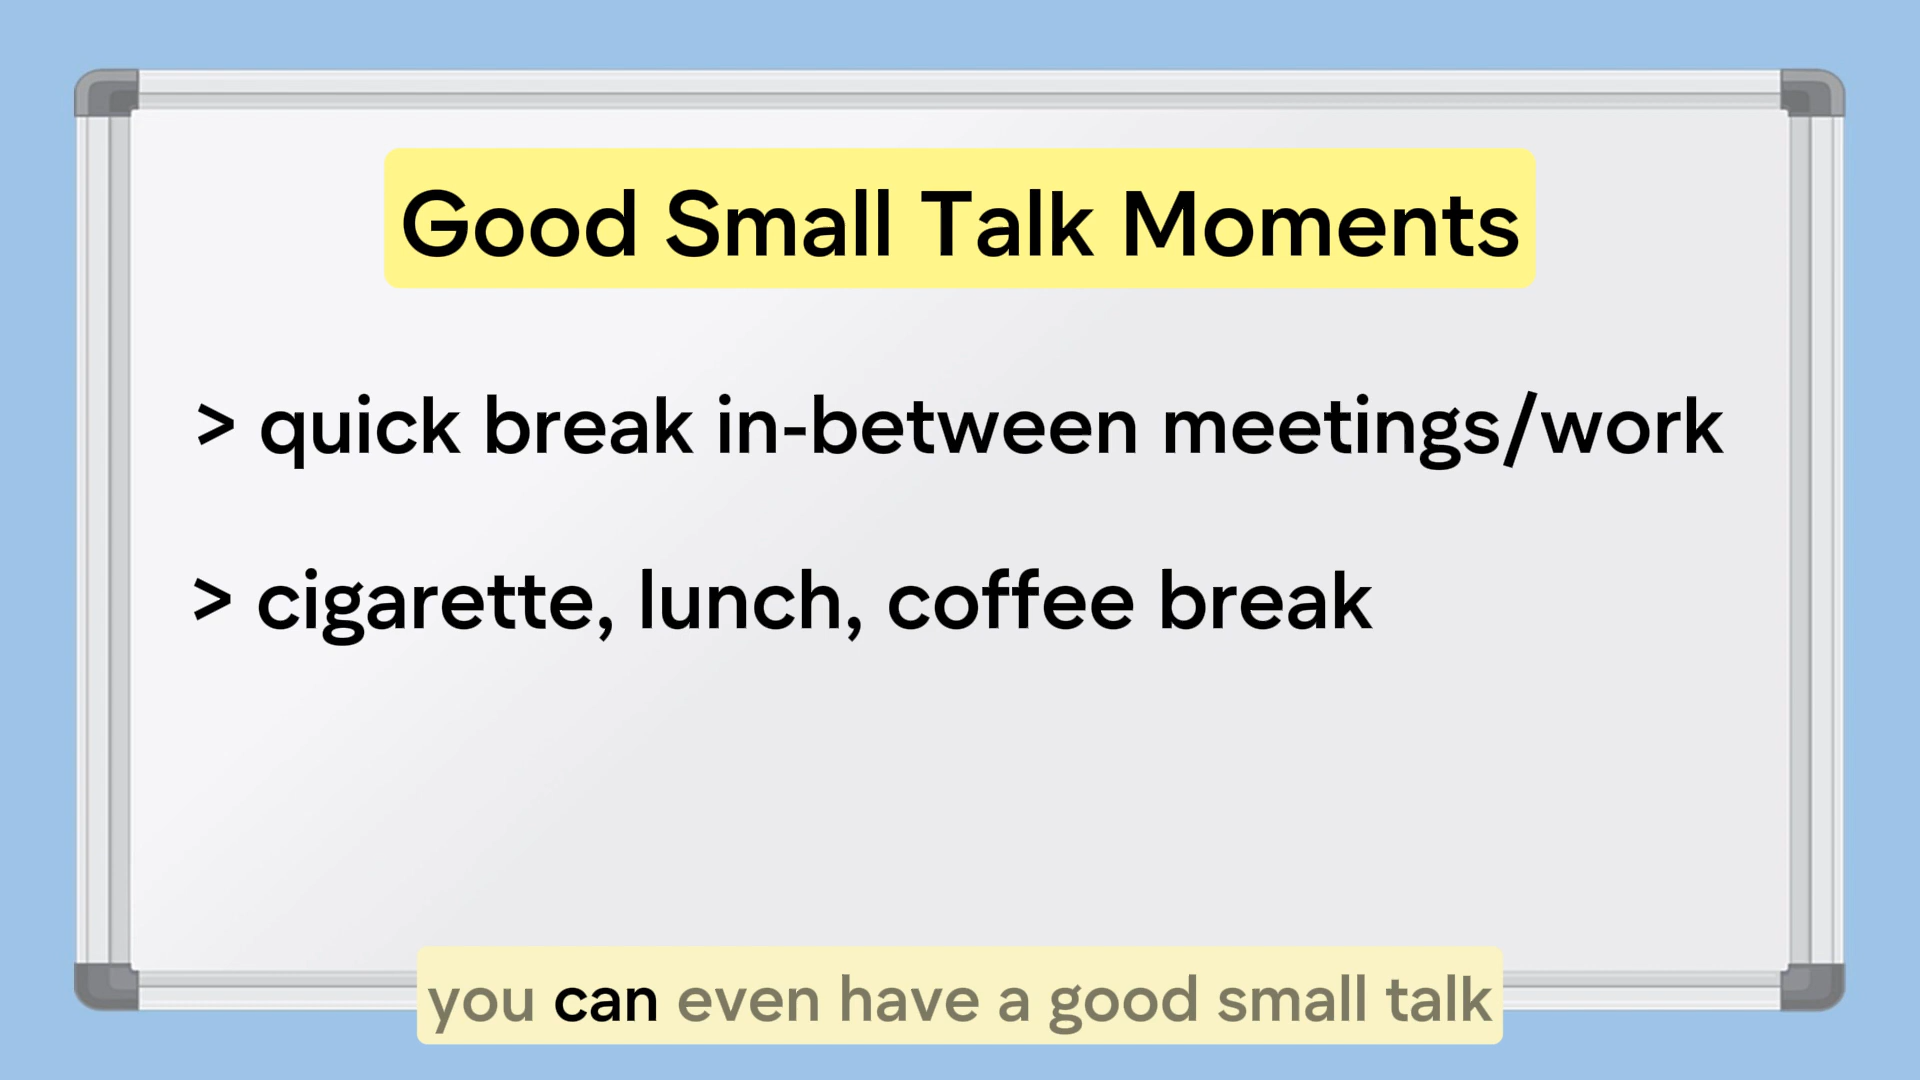 Good Small Talk Moments
> quick break in-between meetings/work
> cigarette, lunch, coffee break
you can even have a good small talk